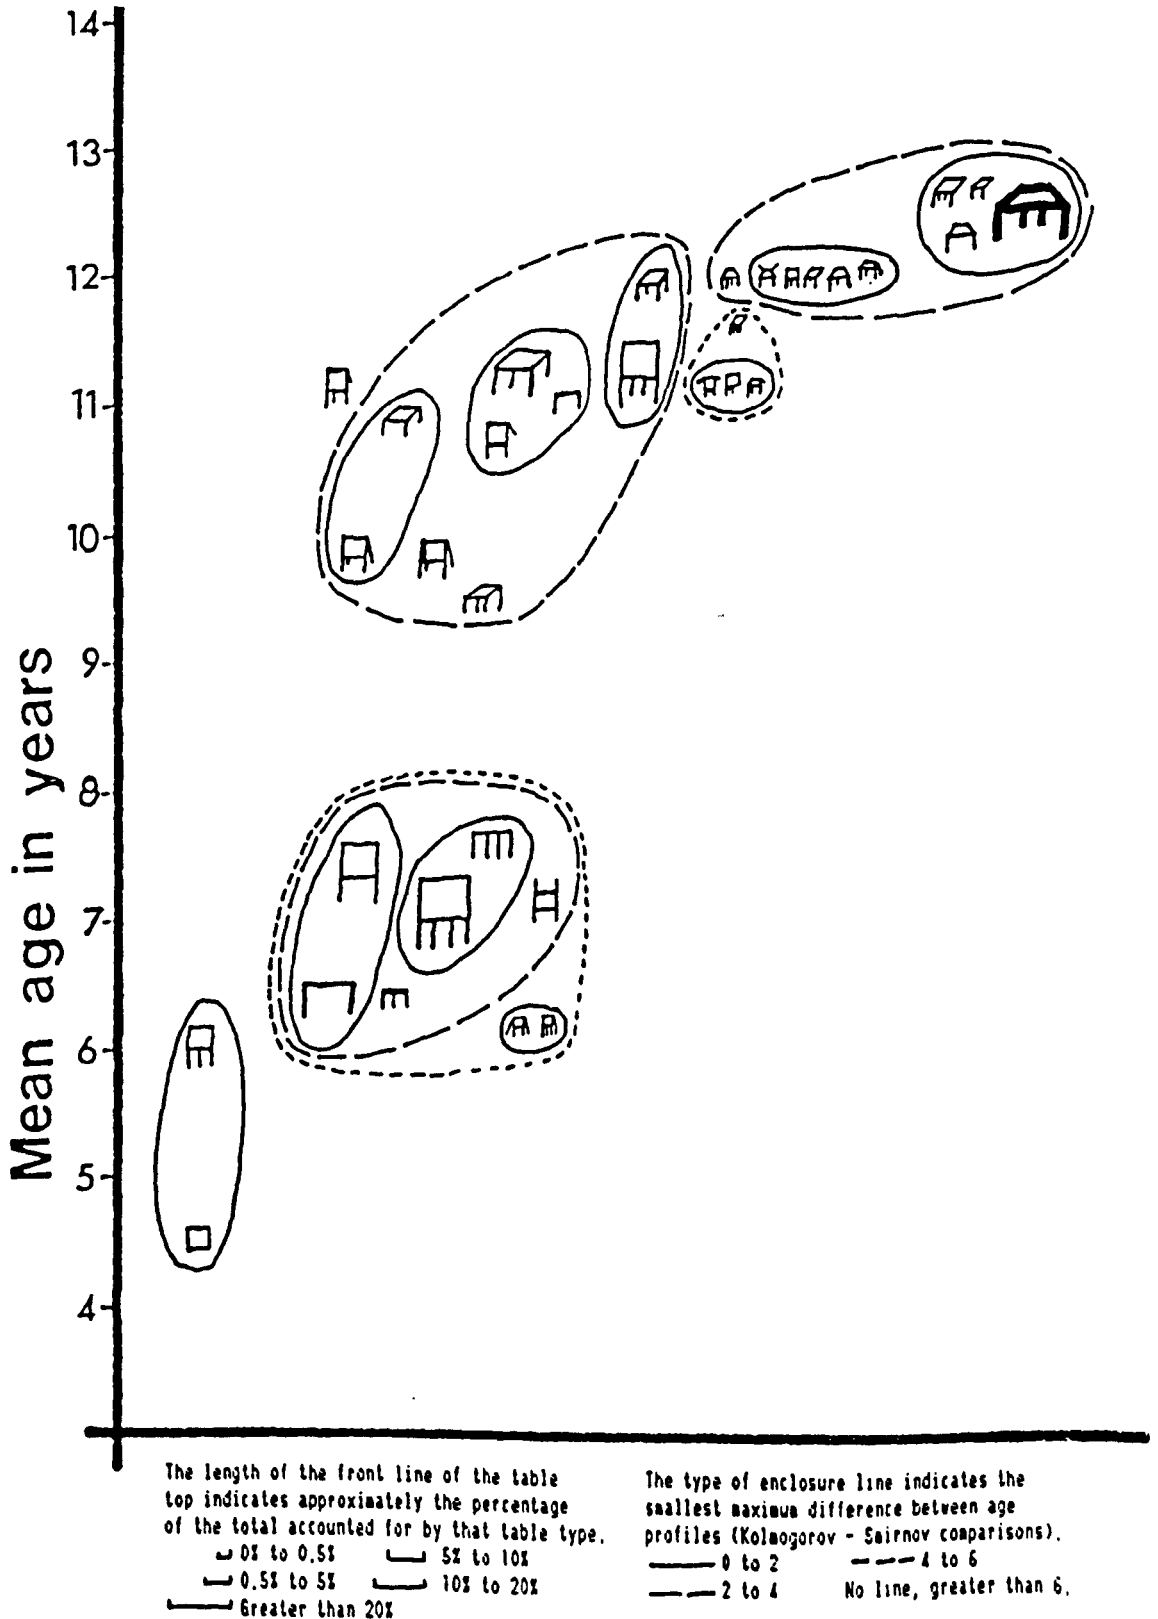 14
13
12
11
10
9
8
7
6
5
4
Mean age in years
The length of the front line of the table
top indicates approximately the percentage
of the total accounted for by that table type.
0% to 0.5%
5% to 10%
0.5% to 5%
10% to 20%
Greater than 20%
The type of enclosure line indicates the
smallest maximum difference between age
profiles (Kolmogorov - Smirnov comparisons).
0 to 2
4 to 6
2 to 4
No line, greater than 6.